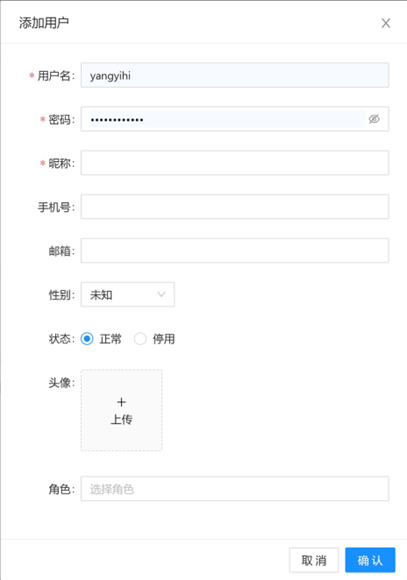 添加用户
* 用户名: yangyihi
* 密码: ••••••••••••
* 昵称:
手机号:
邮箱:
性别: 未知
状态: 正常 停用
头像:
+
上传
角色: 选择角色
取消 确认